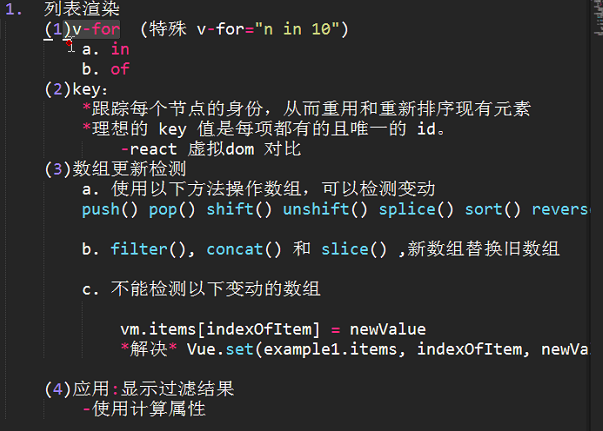 1. 列表渲染
(1)v-for (特殊 v-for="n in 10")
a. in
b. of
(2)key:
*跟踪每个节点的身份，从而重用和重新排序现有元素
*理想的 key 值是每项都有的且唯一的 id。
-react 虚拟dom 对比
(3)数组更新检测
a. 使用以下方法操作数组，可以检测变动
push() pop() shift() unshift() splice() sort() revers
b. filter(), concat() 和 slice() ,新数组替换旧数组
c. 不能检测以下变动的数组
vm.items[indexOfItem] = newValue
*解决* Vue.set(example1.items, indexOfItem, newVa
(4)应用:显示过滤结果
-使用计算属性